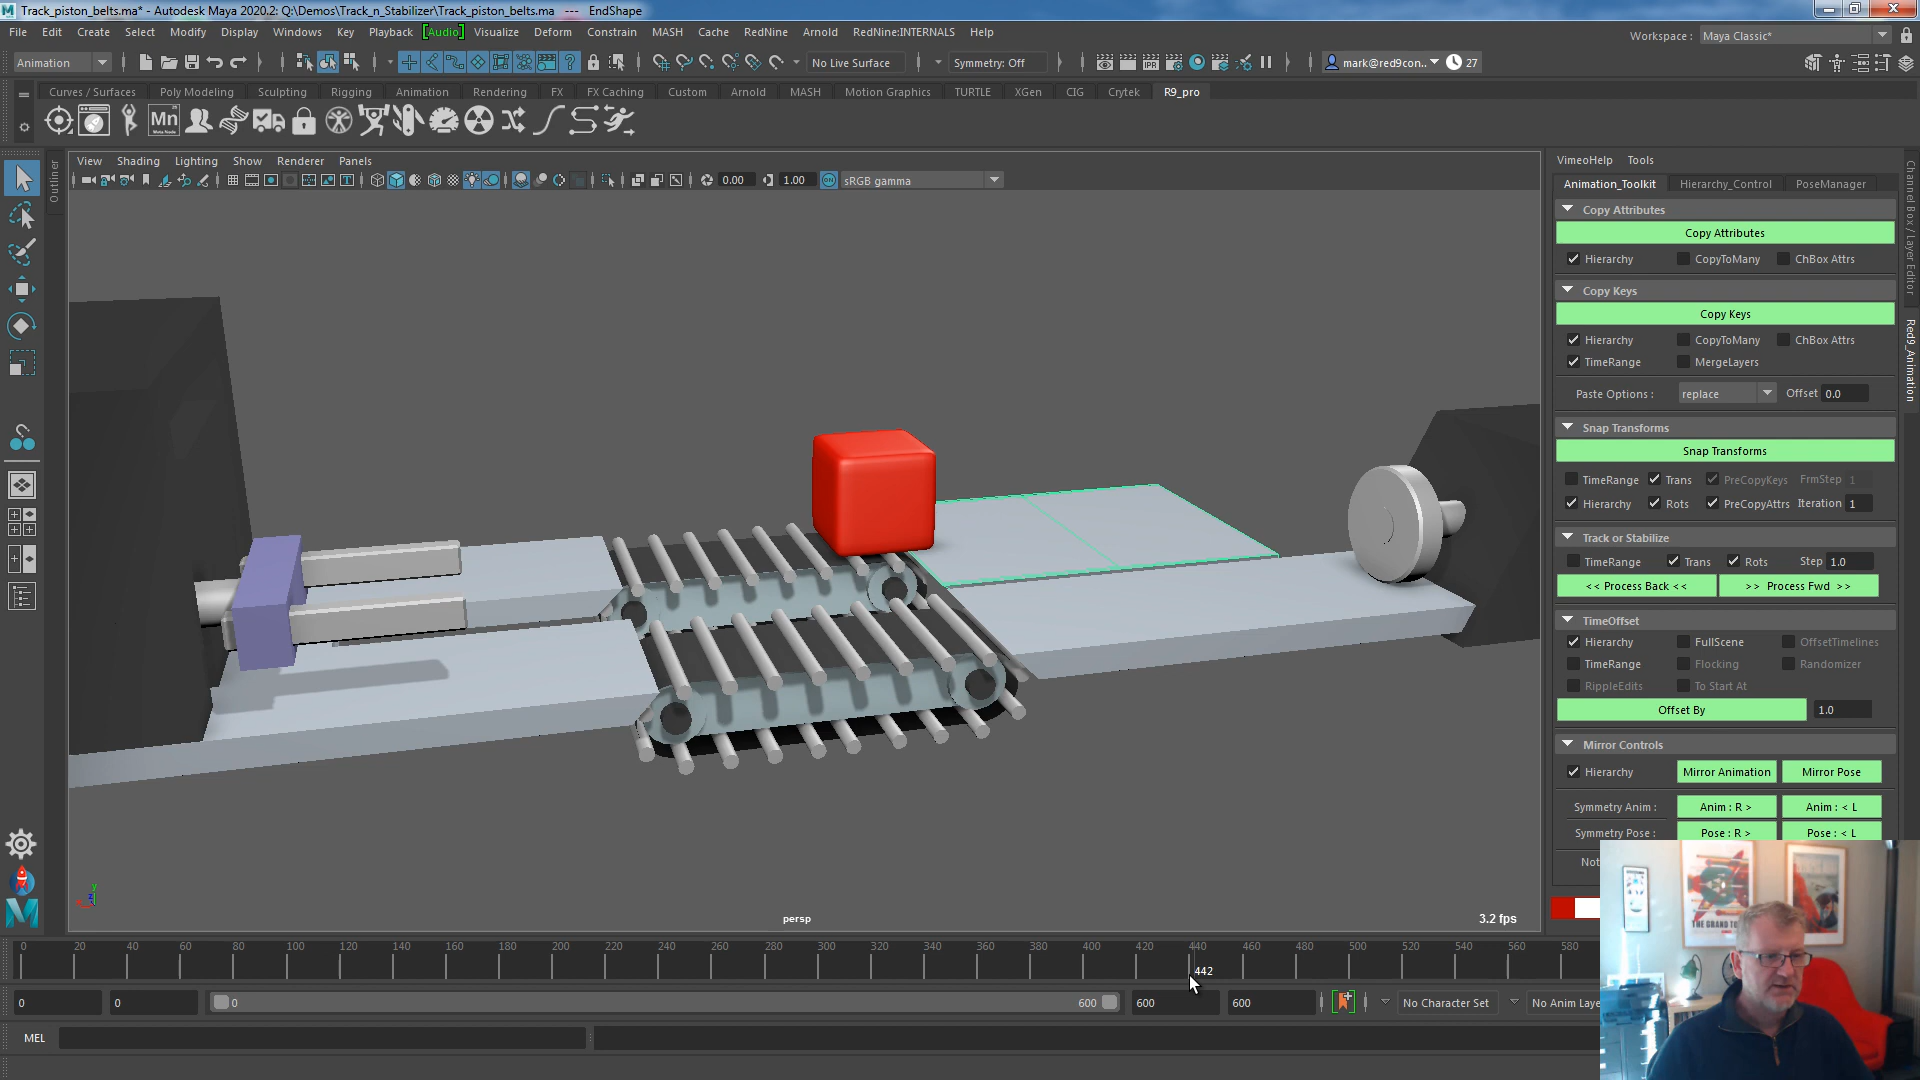 Track_piston_belts.ma* - Autodesk Maya 2020.2: Q:\Demos\Track_n_Stabilizer\Track_piston_belts.ma --- EndShape
File Edit Create Select Modify Display Windows Key Playback [Audio] Visualize Deform Constrain MASH Cache RedNine Arnold RedNine:INTERNALS Help
Workspace : Maya Classic*
Animation No Live Surface Symmetry: Off mark@red9con.. 27
Curves / Surfaces Poly Modeling Sculpting Rigging Animation Rendering FX FX Caching Custom Arnold MASH Motion Graphics TURTLE XGen CIG Crytek R9_pro
Mn
View Shading Lighting Show Renderer Panels
0.00 1.00 sRGB gamma
Outliner
VimeoHelp Tools
Animation_Toolkit Hierarchy_Control PoseManager
Copy Attributes
Copy Attributes
Hierarchy CopyToMany ChBox Attrs
Copy Keys
Copy Keys
Hierarchy CopyToMany ChBox Attrs
TimeRange MergeLayers
Paste Options : replace Offset 0.0
Snap Transforms
Snap Transforms
TimeRange Trans PreCopyKeys FrmStep 1
Hierarchy Rots PreCopyAttrs Iteration 1
Track or Stabilize
TimeRange Trans Rots Step 1.0
<< Process Back << >> Process Fwd >>
TimeOffset
Hierarchy FullScene OffsetTimelines
TimeRange Flocking Randomizer
RippleEdits To Start At
Offset By 1.0
Mirror Controls
Hierarchy Mirror Animation Mirror Pose
Symmetry Anim : Anim : R > Anim : < L
Symmetry Pose : Pose : R > Pose : < L
Channel Box / Layer Editor
Red9_Animation
persp
3.2 fps
0 20 40 60 80 100 120 140 160 180 200 220 240 260 280 300 320 340 360 380 400 420 440 460 480 500 520 540 560 580
442
0 0 0 600 600 600 No Character Set No Anim Laye
MEL